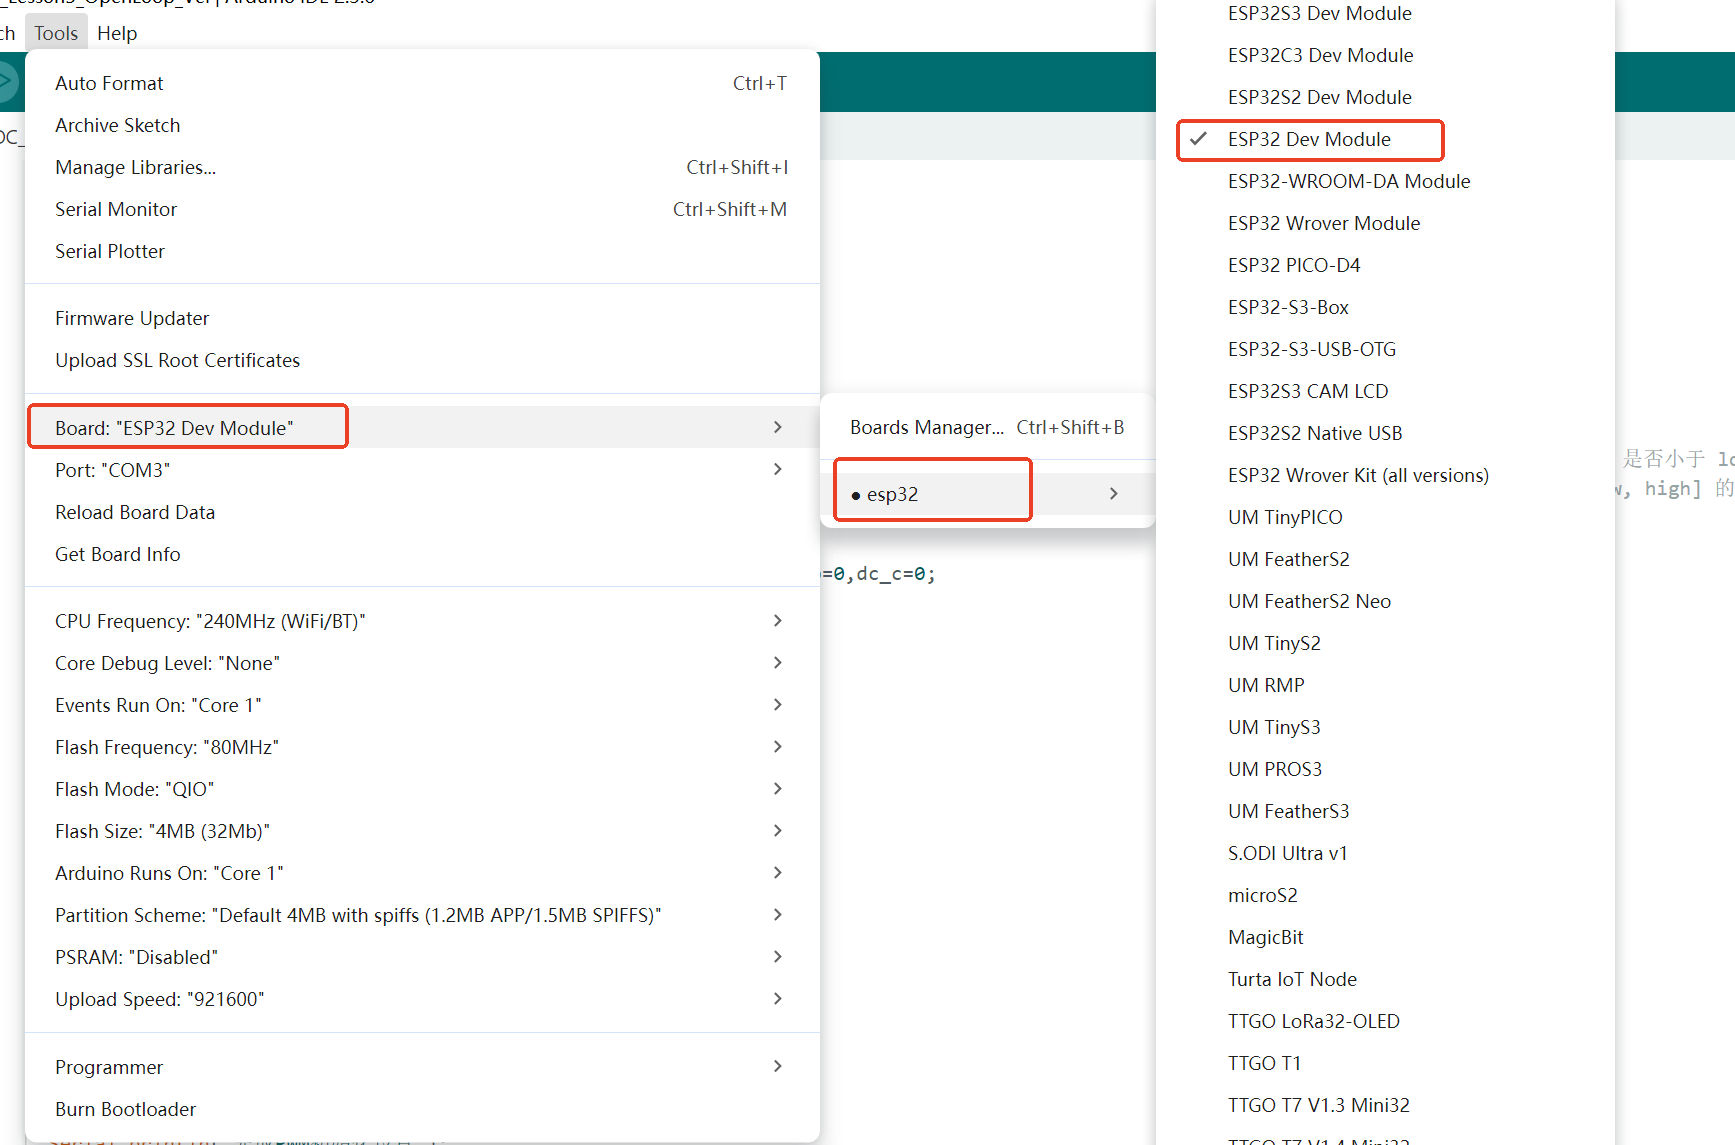 Tools Help
Auto Format Ctrl+T
Archive Sketch
Manage Libraries... Ctrl+Shift+I
Serial Monitor Ctrl+Shift+M
Serial Plotter
Firmware Updater
Upload SSL Root Certificates
Board: "ESP32 Dev Module"
Port: "COM3"
Reload Board Data
Get Board Info
CPU Frequency: "240MHz (WiFi/BT)"
Core Debug Level: "None"
Events Run On: "Core 1"
Flash Frequency: "80MHz"
Flash Mode: "QIO"
Flash Size: "4MB (32Mb)"
Arduino Runs On: "Core 1"
Partition Scheme: "Default 4MB with spiffs (1.2MB APP/1.5MB SPIFFS)"
PSRAM: "Disabled"
Upload Speed: "921600"
Programmer
Burn Bootloader
Boards Manager... Ctrl+Shift+B
● esp32
=0,dc_c=0;
ESP32S3 Dev Module
ESP32C3 Dev Module
ESP32S2 Dev Module
✓ ESP32 Dev Module
ESP32-WROOM-DA Module
ESP32 Wrover Module
ESP32 PICO-D4
ESP32-S3-Box
ESP32-S3-USB-OTG
ESP32S3 CAM LCD
ESP32S2 Native USB
ESP32 Wrover Kit (all versions)
UM TinyPICO
UM FeatherS2
UM FeatherS2 Neo
UM TinyS2
UM RMP
UM TinyS3
UM PROS3
UM FeatherS3
S.ODI Ultra v1
microS2
MagicBit
Turta IoT Node
TTGO LoRa32-OLED
TTGO T1
TTGO T7 V1.3 Mini32
是否小于
, high] 的